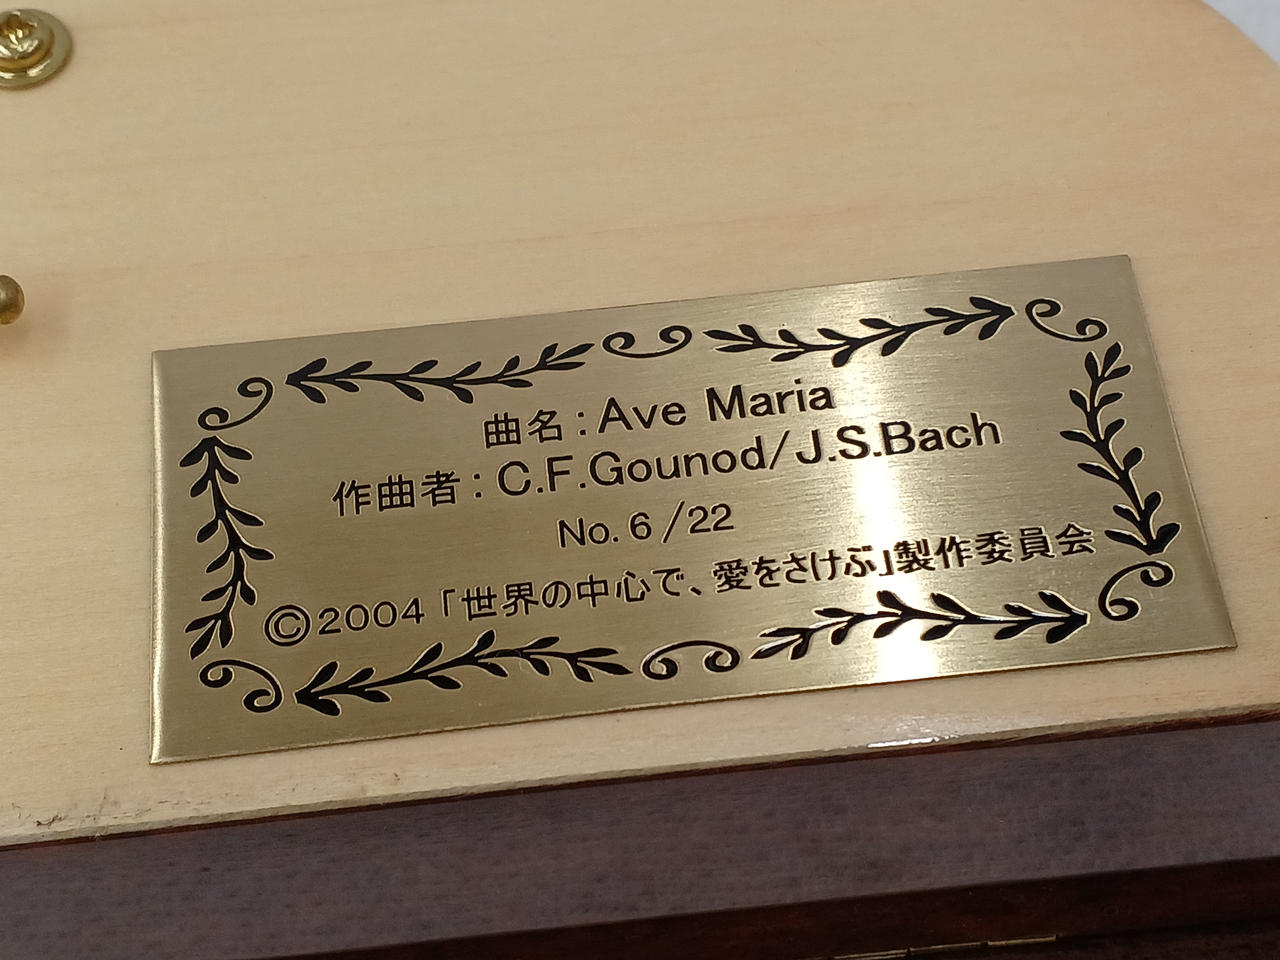 曲名：Ave Maria
作曲者：C.F.Gounod/J.S.Bach
No. 6 /22
©2004「世界の中心で、愛をさけぶ」製作委員会